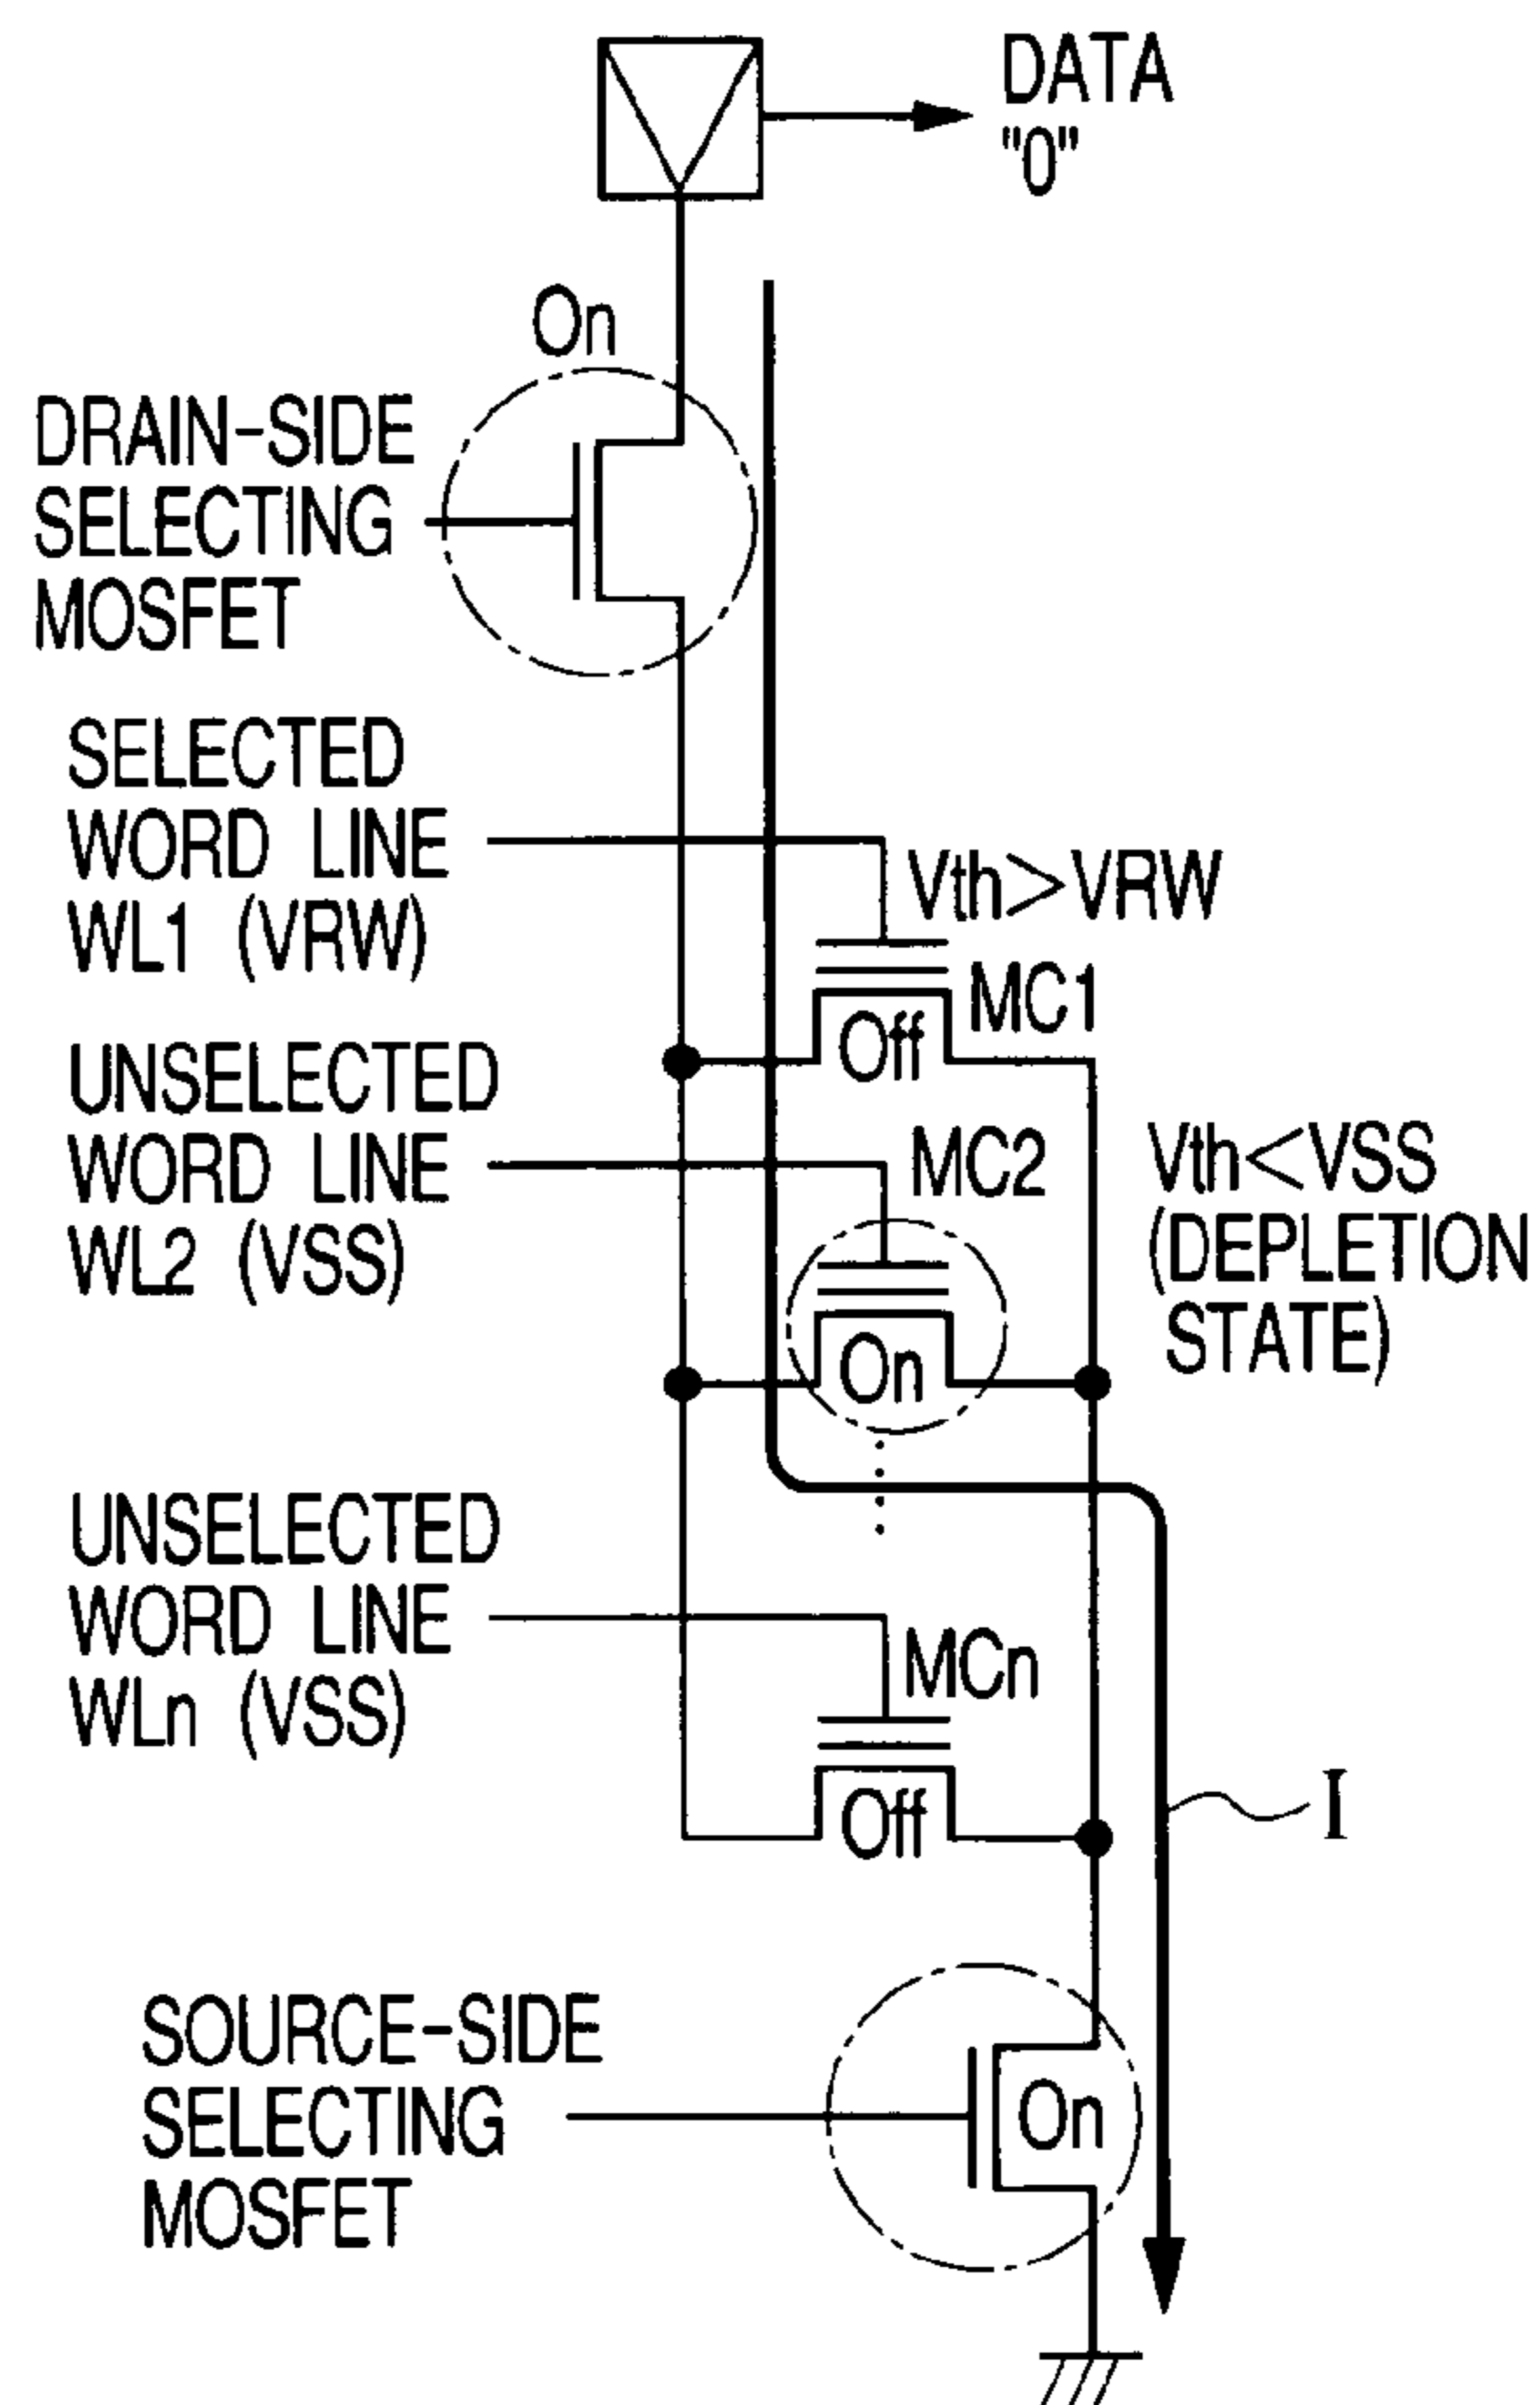 DATA
"0"
On
DRAIN-SIDE
SELECTING
MOSFET
SELECTED
WORD LINE
WL1 (VRW)
Vth>VRW
MC1
Off
UNSELECTED
WORD LINE
WL2 (VSS)
MC2
Vth<VSS
(DEPLETION
STATE)
On
UNSELECTED
WORD LINE
WLn (VSS)
MCn
Off
I
SOURCE-SIDE
SELECTING
MOSFET
On